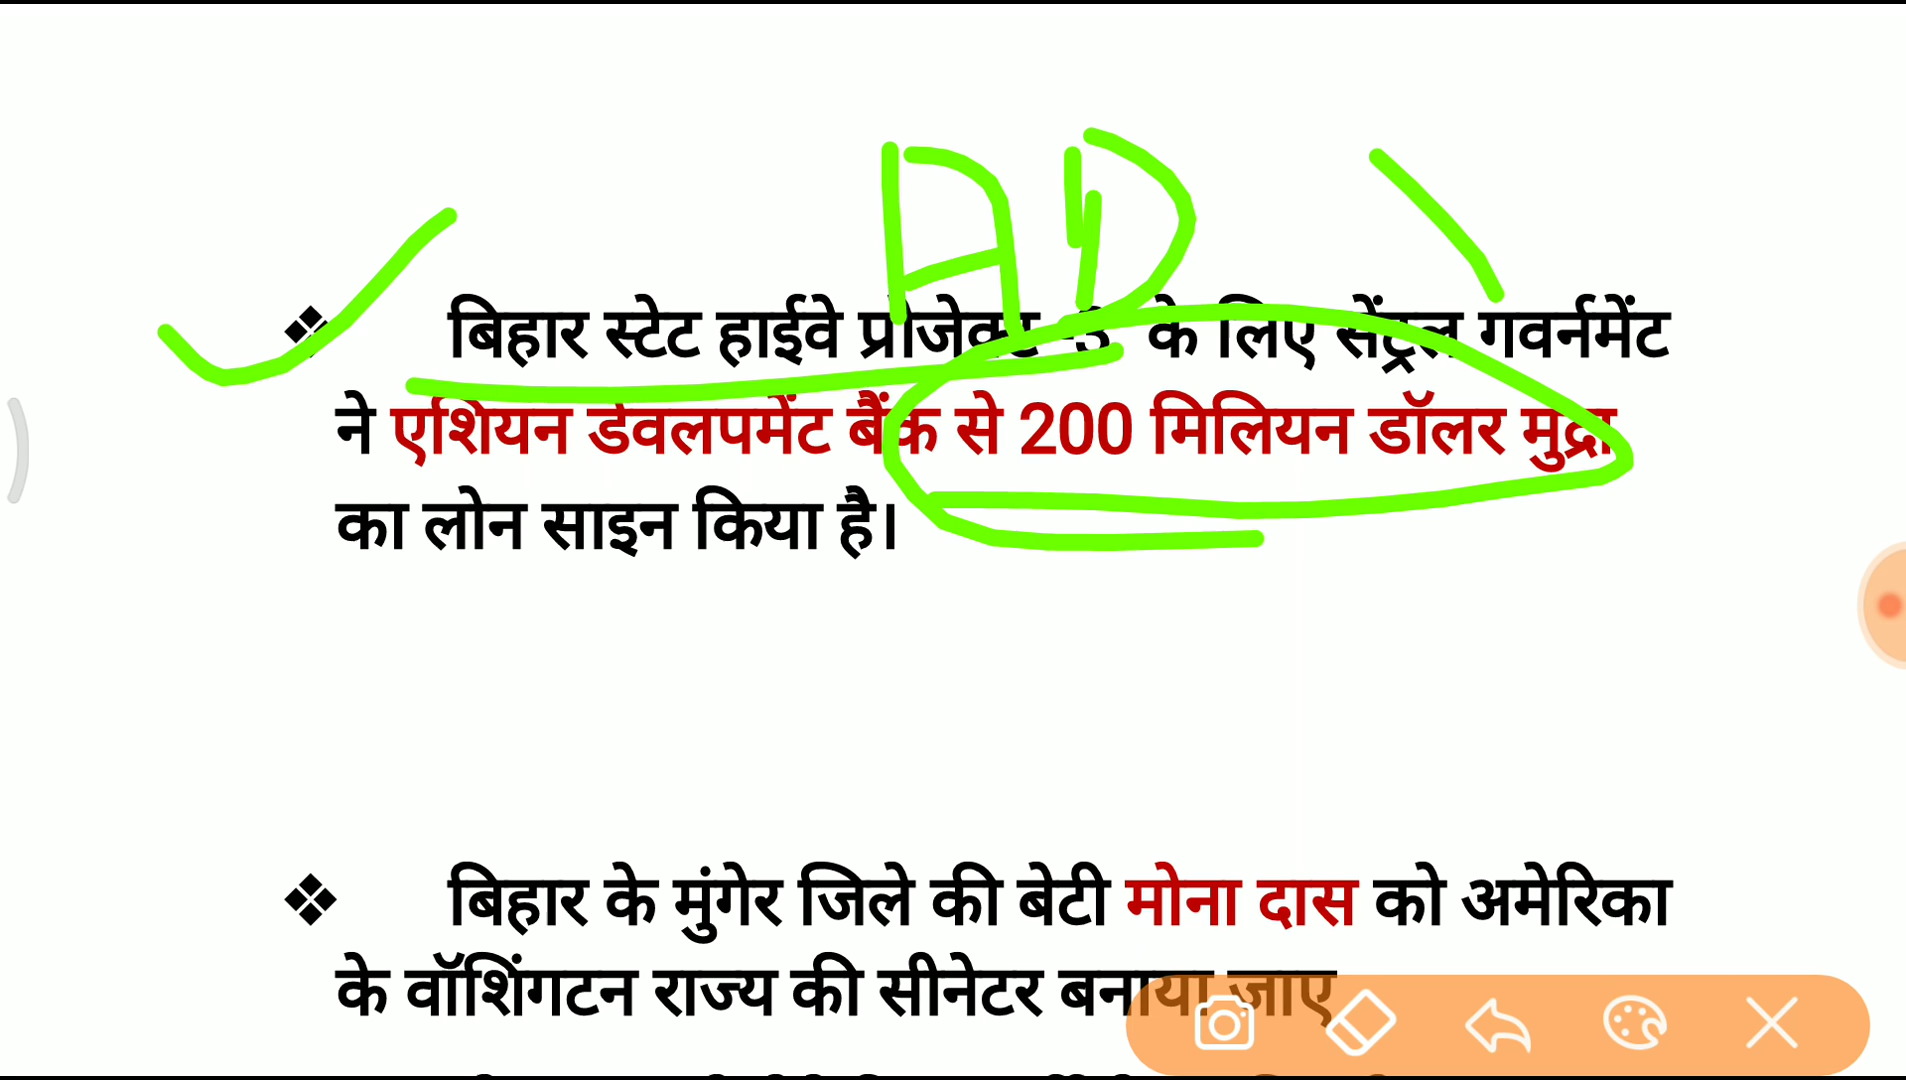 AD
❖ बिहार स्टेट हाईवे प्रोजेक्ट -3 के लिए सेंट्रल गवर्नमेंट
ने एशियन डेवलपमेंट बैंक से 200 मिलियन डॉलर मुद्रा
का लोन साइन किया है।
❖ बिहार के मुंगेर जिले की बेटी मोना दास को अमेरिका
के वॉशिंगटन राज्य की सीनेटर बनाया जाए